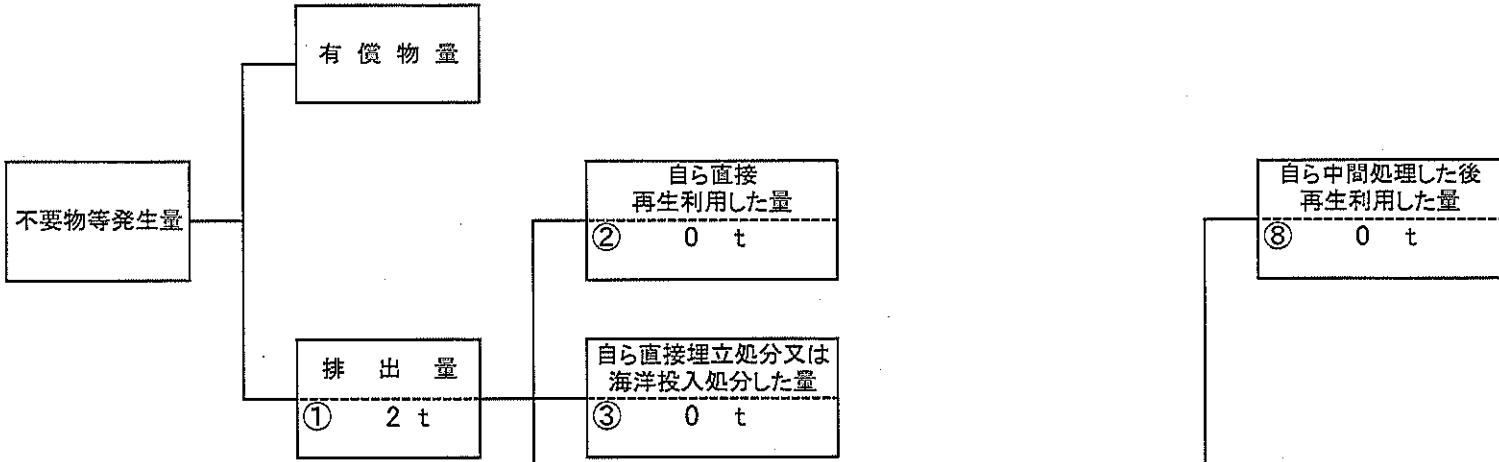 有 償 物 量
不要物等発生量
自ら直接
再生利用した量
② 0 t
自ら中間処理した後
再生利用した量
⑧ 0 t
排 出 量
① 2 t
自ら直接埋立処分又は
海洋投入処分した量
③ 0 t